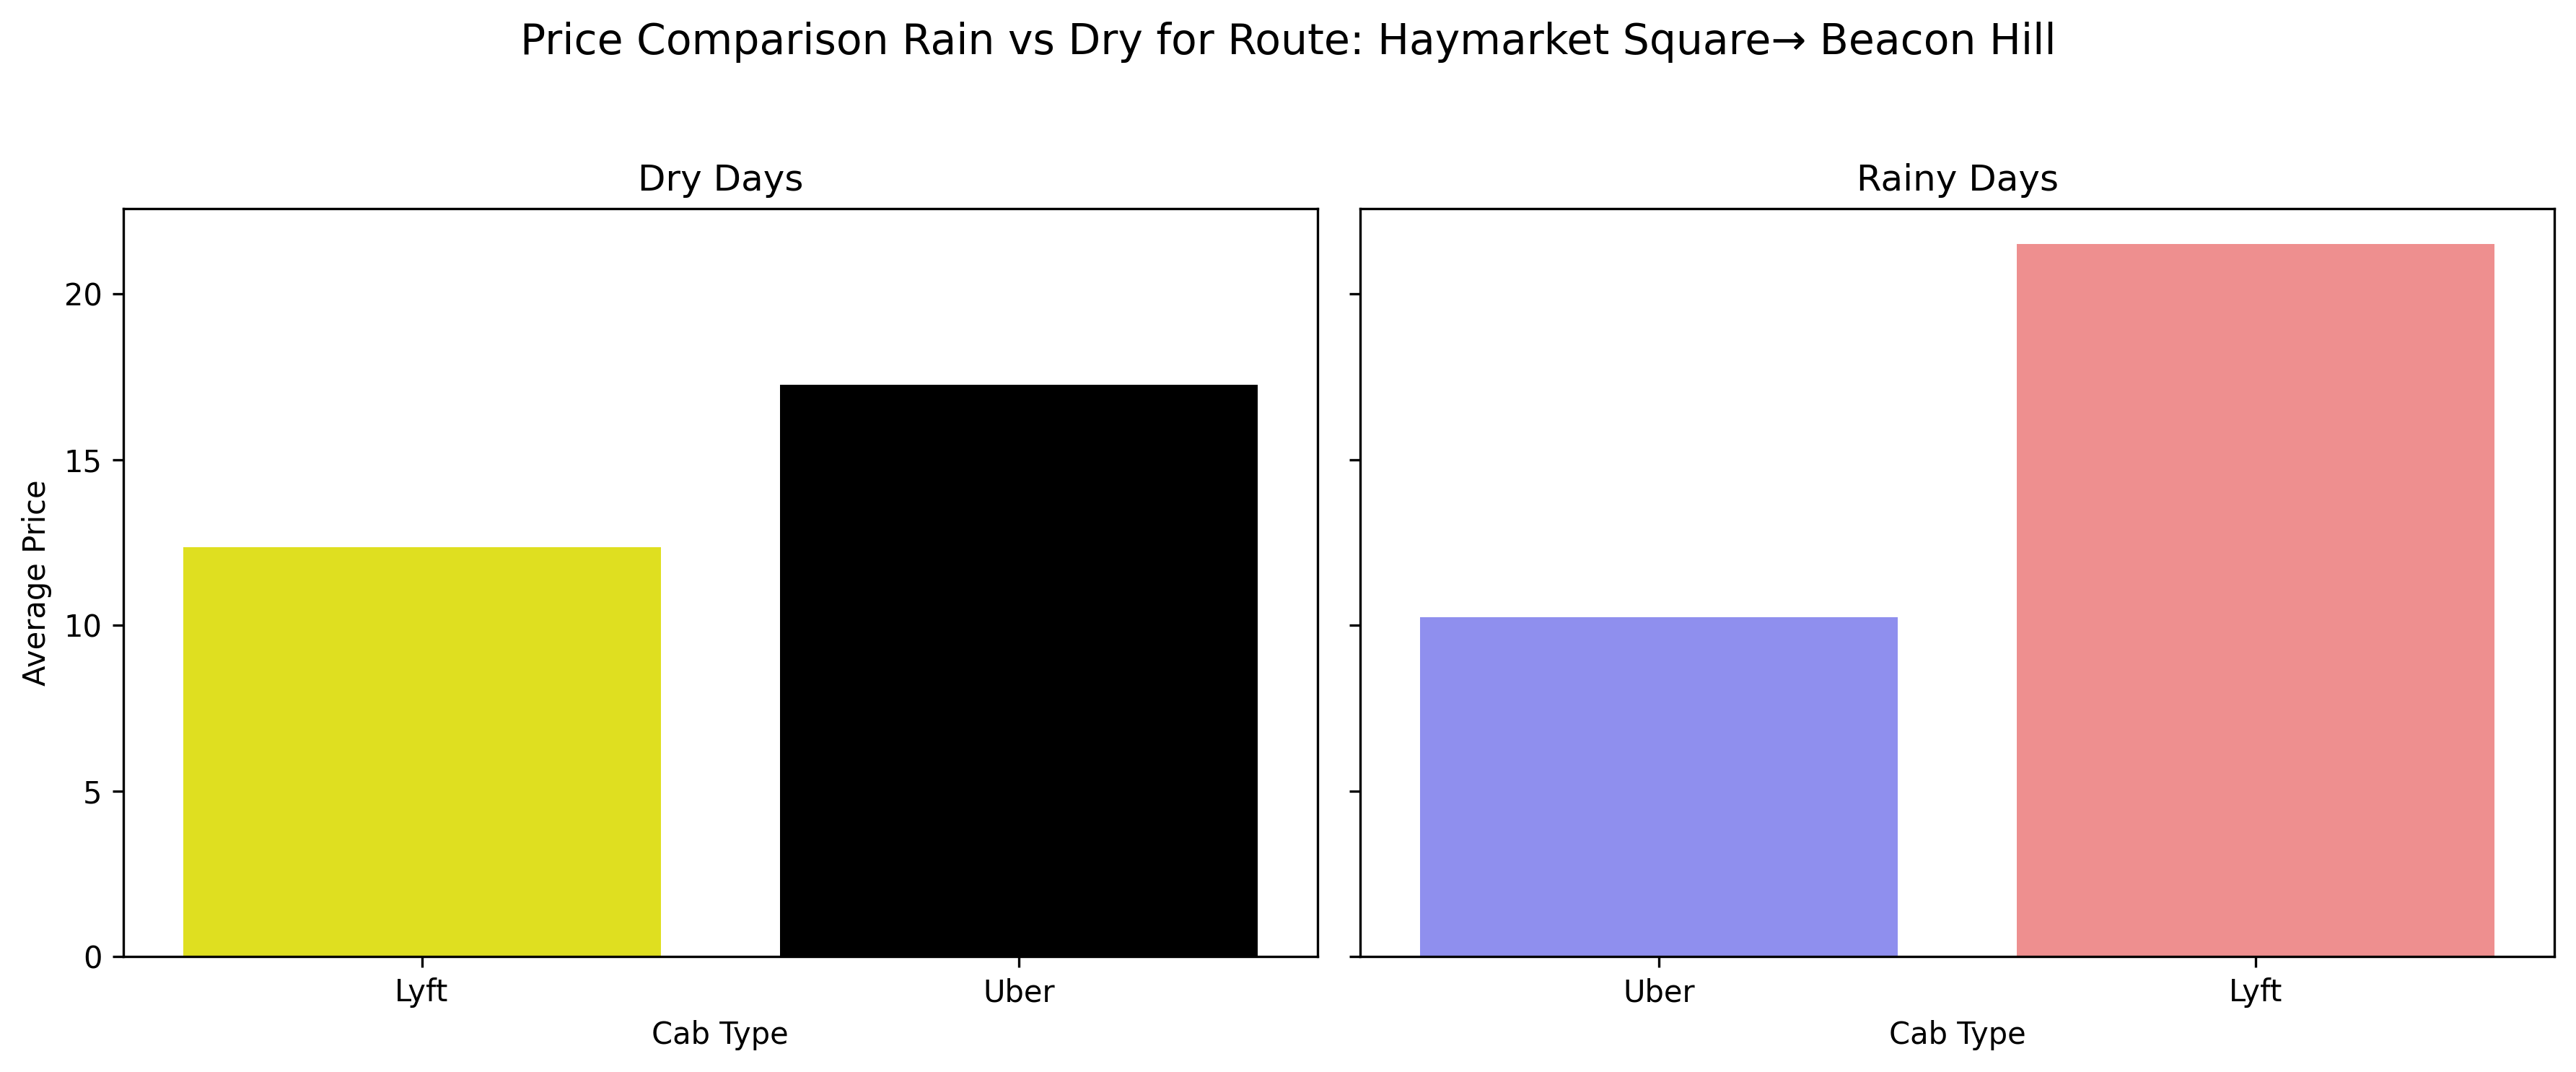 Price Comparison Rain vs Dry for Route: Haymarket Square→ Beacon Hill
Dry Days
Average Price
20
15
10
5
0
Lyft
Uber
Cab Type
Rainy Days
Uber
Lyft
Cab Type